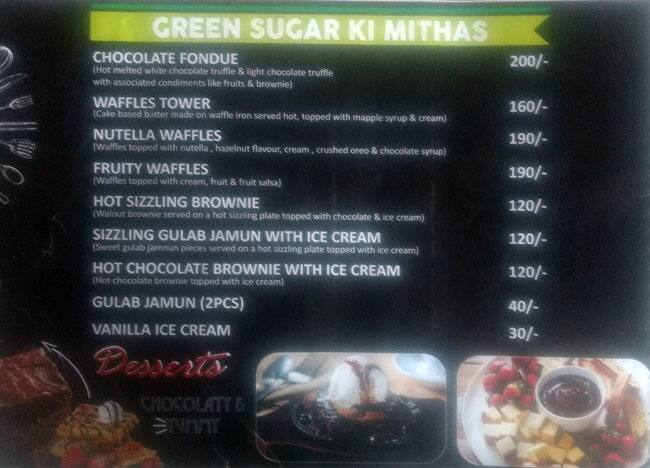 GREEN SUGAR KI MITHAS
CHOCOLATE FONDUE 200/-
(Hot melted white chocolate truffle & light chocolate truffle
with associated condiments like fruits & brownie)
WAFFLES TOWER 160/-
(Cake based batter made on waffle iron served hot, topped with mapple syrup & cream)
NUTELLA WAFFLES 190/-
(Waffles topped with nutella , hazelnut flavour, cream , crushed oreo & chocolate syrup)
FRUITY WAFFLES 190/-
(Waffles topped with cream, fruit & fruit salsa)
HOT SIZZLING BROWNIE 120/-
(Walnut brownie served on a hot sizzling plate topped with chocolate & ice cream)
SIZZLING GULAB JAMUN WITH ICE CREAM 120/-
(Sweet gulab jamnun pieces served on a hot sizzling plate topped with ice cream)
HOT CHOCOLATE BROWNIE WITH ICE CREAM 120/-
(Hot chocolate brownie topped with ice cream)
GULAB JAMUN (2PCS) 40/-
VANILLA ICE CREAM 30/-
Desserts
CHOCOLATY &
YUMMY